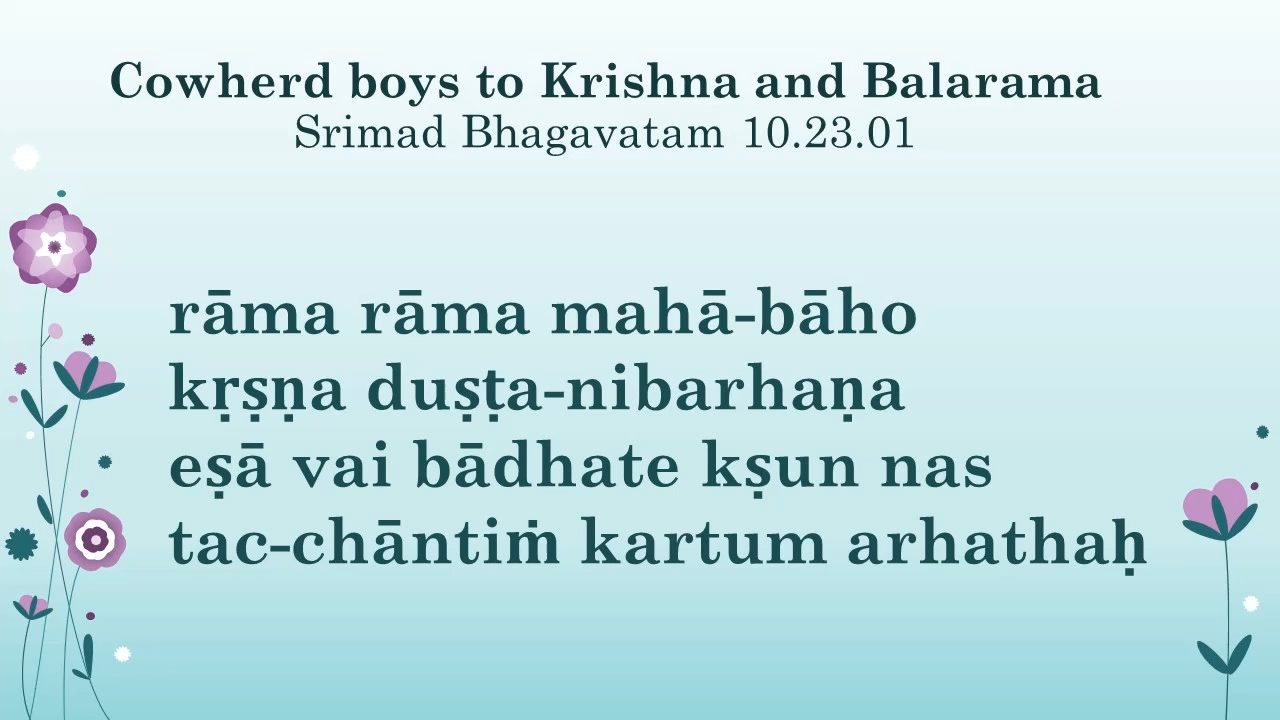 Cowherd boys to Krishna and Balarama
Srimad Bhagavatam 10.23.01
rāma rāma mahā-bāho
kṛṣṇa duṣṭa-nibarhaṇa
eṣā vai bādhate kṣun nas
tac-chāntiṁ kartum arhathaḥ